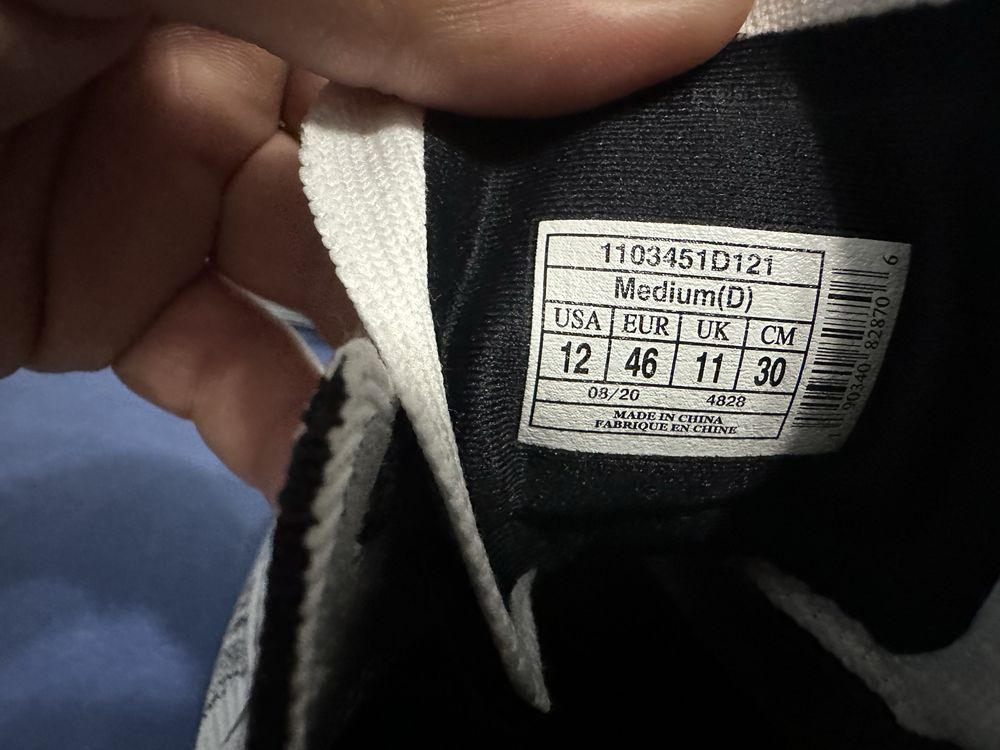 1103451D121
Medium(D)
USA EUR UK CM
12 46 11 30
08/20 4828
MADE IN CHINA
FABRIQUE EN CHINE
90340 82870 6